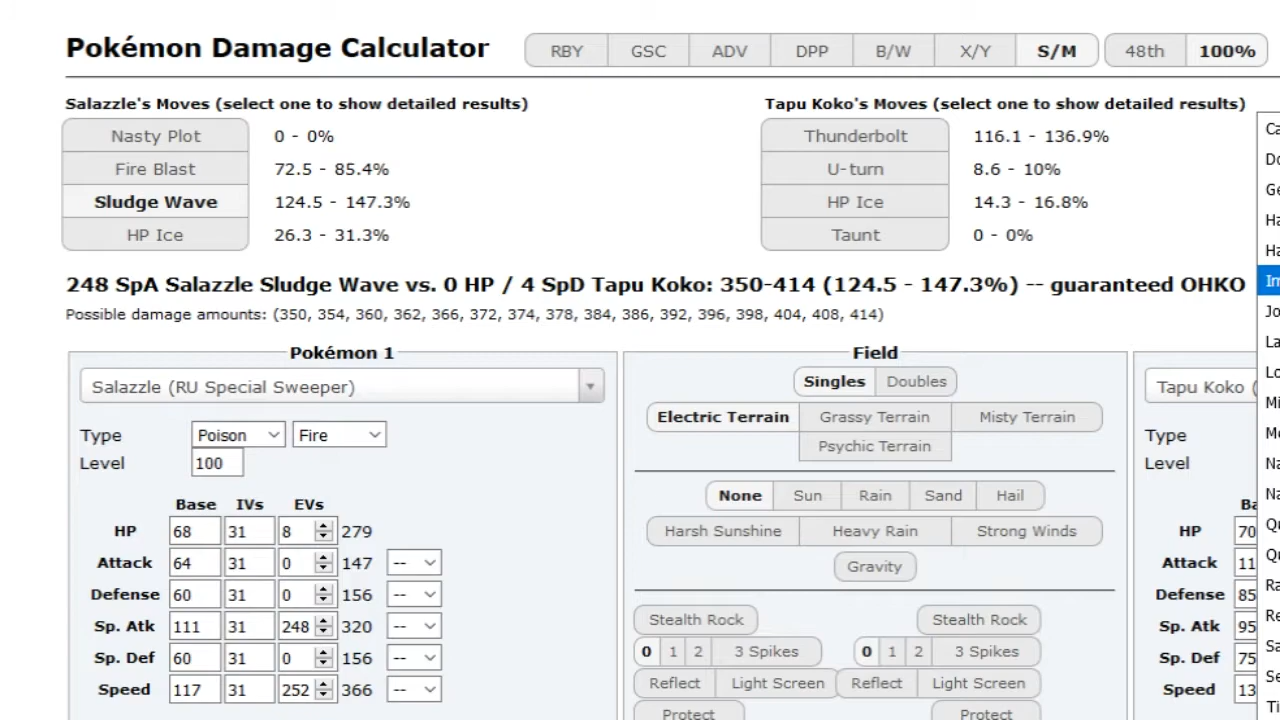 Pokémon Damage Calculator RBY GSC ADV DPP B/W X/Y S/M 48th 100%
Salazzle's Moves (select one to show detailed results) Tapu Koko's Moves (select one to show detailed results)
Nasty Plot 0 - 0% Thunderbolt 116.1 - 136.9%
Fire Blast 72.5 - 85.4% U-turn 8.6 - 10%
Sludge Wave 124.5 - 147.3% HP Ice 14.3 - 16.8%
HP Ice 26.3 - 31.3% Taunt 0 - 0%
248 SpA Salazzle Sludge Wave vs. 0 HP / 4 SpD Tapu Koko: 350-414 (124.5 - 147.3%) -- guaranteed OHKO
Possible damage amounts: (350, 354, 360, 362, 366, 372, 374, 378, 384, 386, 392, 396, 398, 404, 408, 414)
Pokémon 1 Field
Salazzle (RU Special Sweeper) Singles Doubles Tapu Koko (
Electric Terrain Grassy Terrain Misty Terrain
Type Poison Fire Psychic Terrain Type
Level 100 Level
None Sun Rain Sand Hail
Base IVs EVs
HP 68 31 8 279 Harsh Sunshine Heavy Rain Strong Winds HP 70
Attack 64 31 0 147 -- Gravity Attack
Defense 60 31 0 156 -- Defense 85
Stealth Rock Stealth Rock
Sp. Atk 111 31 248 320 -- Sp. Atk 95
0 1 2 3 Spikes 0 1 2 3 Spikes
Sp. Def 60 31 0 156 -- Sp. Def 75
Reflect Light Screen Reflect Light Screen
Speed 117 31 252 366 -- Speed
Protect Protect